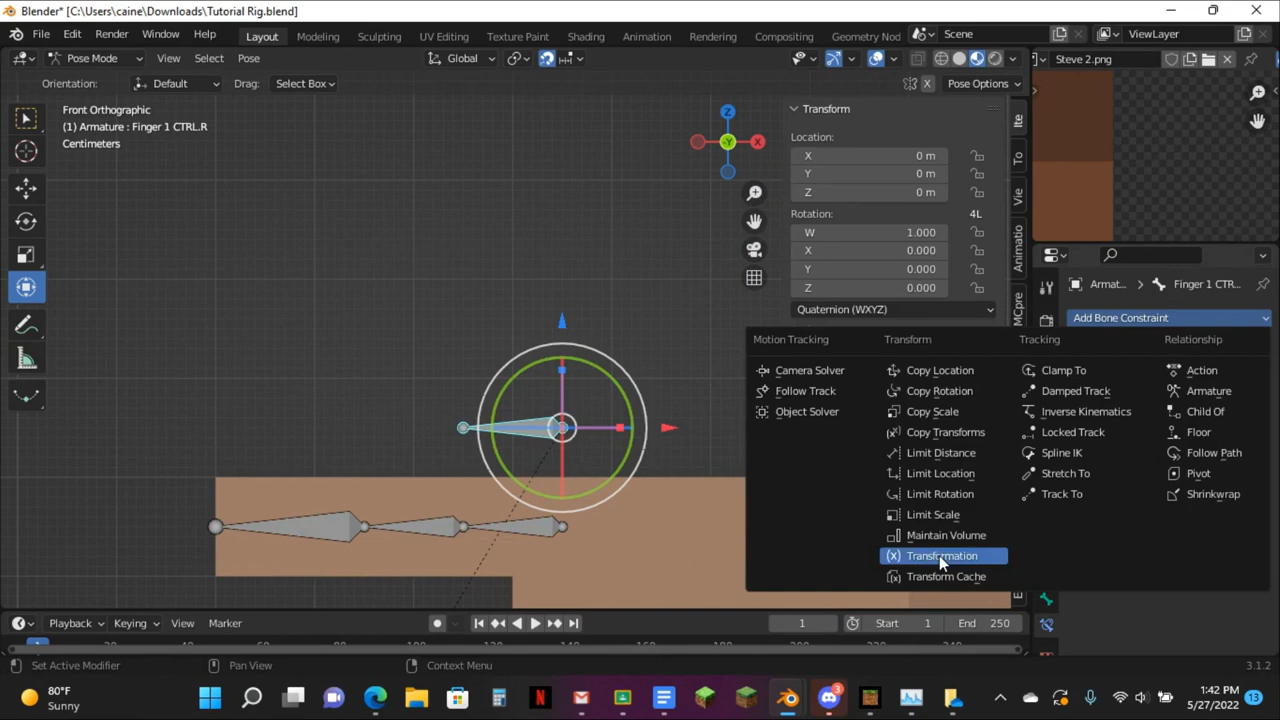 Blender* [C:\Users\caine\Downloads\Tutorial Rig.blend]
File Edit Render Window Help Layout Modeling Sculpting UV Editing Texture Paint Shading Animation Rendering Compositing Geometry Nod Scene ViewLayer
Pose Mode View Select Pose Global Steve 2.png
Orientation: Default Drag: Select Box X Pose Options
Front Orthographic
(1) Armature : Finger 1 CTRL.R
Centimeters
Z
X
-Y
Transform
Location:
X 0 m
Y 0 m
Z 0 m
Rotation: 4L
W 1.000
X 0.000
Y 0.000
Z 0.000
Quaternion (WXYZ)
Ite
To
Vie
Animatio
MCpre
Armat... Finger 1 CTR...
Add Bone Constraint
Motion Tracking Transform Tracking Relationship
Camera Solver Copy Location Clamp To Action
Follow Track Copy Rotation Damped Track Armature
Object Solver Copy Scale Inverse Kinematics Child Of
Copy Transforms Locked Track Floor
Limit Distance Spline IK Follow Path
Limit Location Stretch To Pivot
Limit Rotation Track To Shrinkwrap
Limit Scale
Maintain Volume
Transformation
Transform Cache
Playback Keying View Marker 1 Start 1 End 250
Set Active Modifier Pan View Context Menu 3.1.2
80°F
Sunny
3
1:42 PM
5/27/2022
13